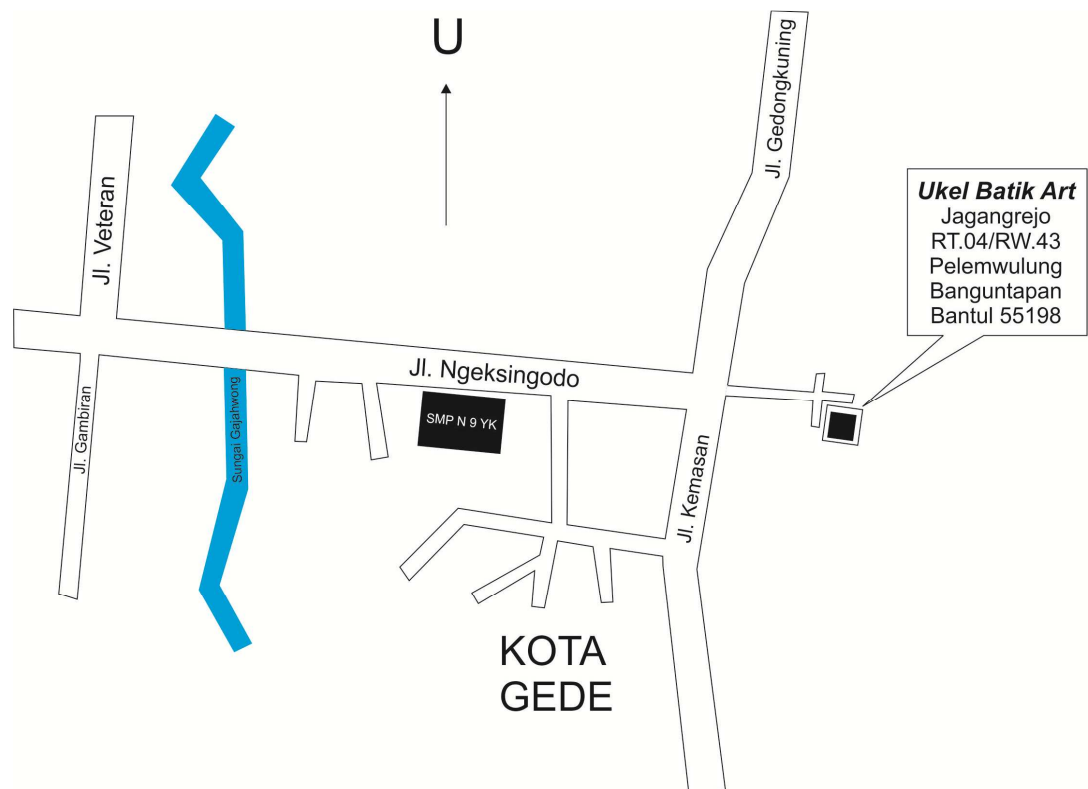 U
Jl. Gedongkuning
Ukel Batik Art
Jagangrejo
RT.04/RW.43
Pelemwulung
Banguntapan
Bantul 55198
Jl. Veteran
Jl. Ngeksingodo
Jl. Gambiran
Sungai Gajahwong
SMP N 9 YK
Jl. Kemasan
KOTA
GEDE